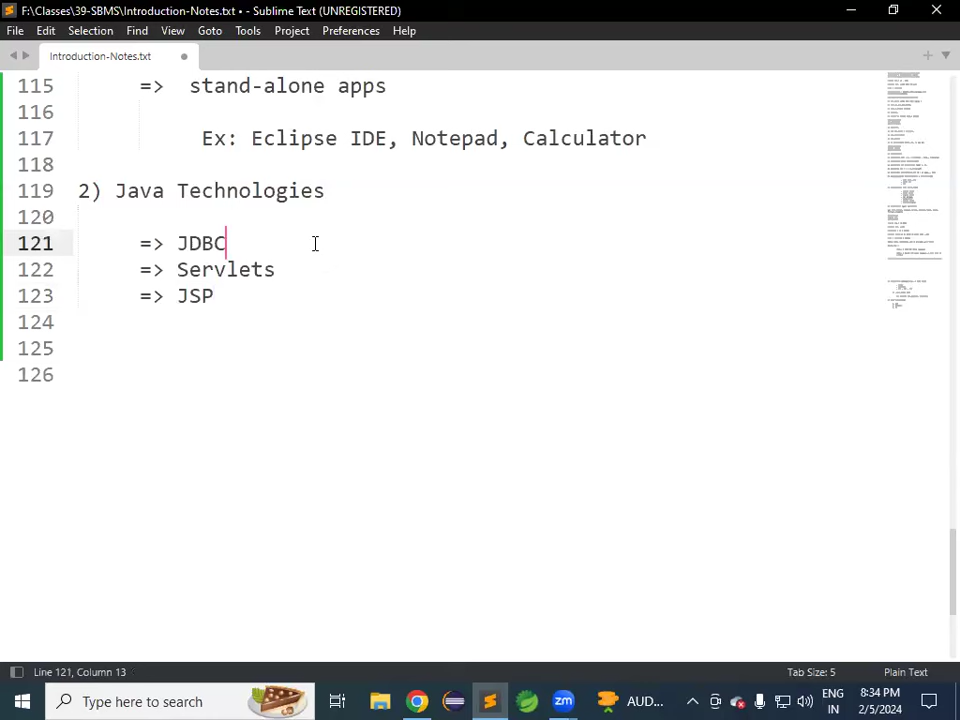 F:\Classes\39-SBMS\Introduction-Notes.txt • - Sublime Text (UNREGISTERED)
File Edit Selection Find View Goto Tools Project Preferences Help
Introduction-Notes.txt
115 => stand-alone apps
116
117 Ex: Eclipse IDE, Notepad, Calculator
118
119 2) Java Technologies
120
121 => JDBC
122 => Servlets
123 => JSP
124
125
126
Line 121, Column 13 Tab Size: 5 Plain Text
Type here to search zm AUD... ENG IN 8:34 PM 2/5/2024